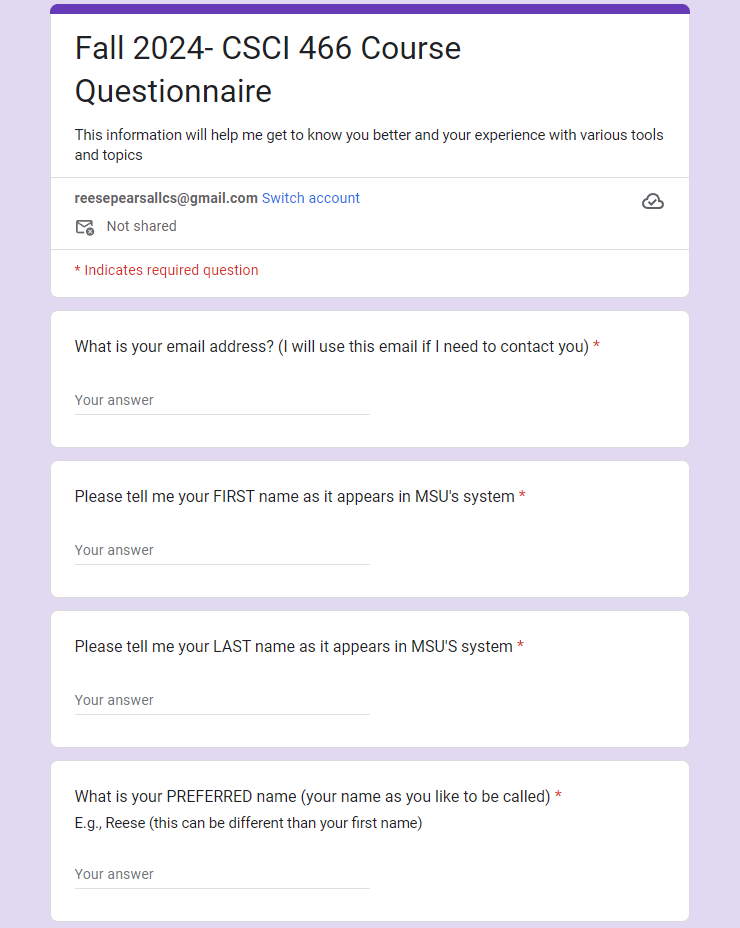 Fall 2024- CSCI 466 Course
Questionnaire
This information will help me get to know you better and your experience with various tools
and topics
reesepearsallcs@gmail.com Switch account
Not shared
* Indicates required question
What is your email address? (I will use this email if I need to contact you) *
Your answer
Please tell me your FIRST name as it appears in MSU's system *
Your answer
Please tell me your LAST name as it appears in MSU'S system *
Your answer
What is your PREFERRED name (your name as you like to be called) *
E.g., Reese (this can be different than your first name)
Your answer